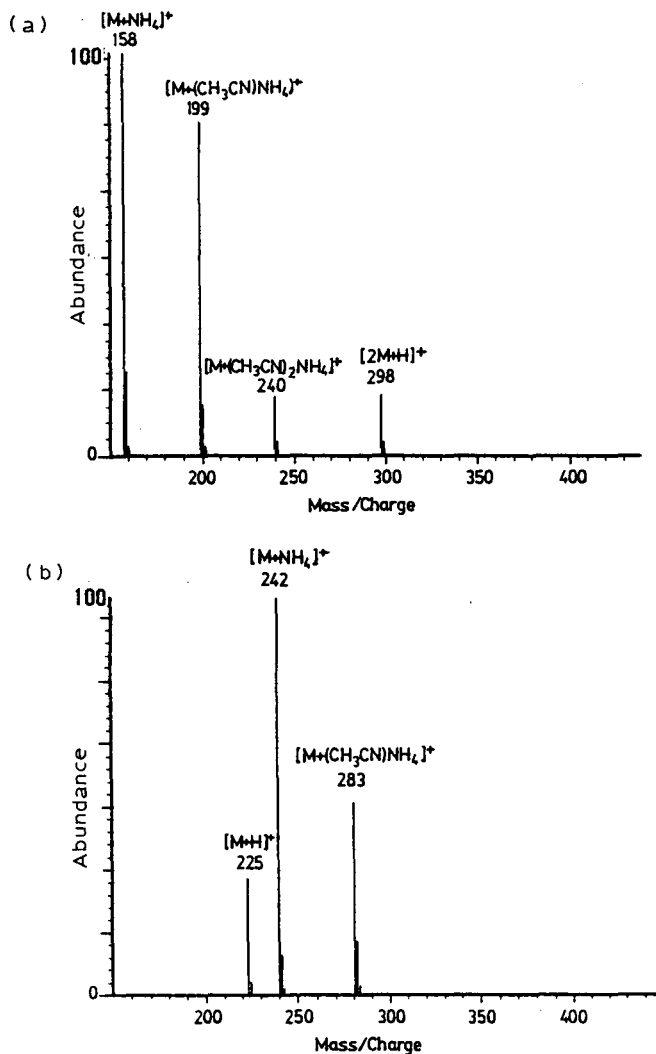 (a)
[M+NH₄]⁺
158
100
[M+(CH₃CN)NH₄]⁺
199
Abundance
[M+(CH₃CN)₂NH₄]⁺
240
[2M+H]⁺
298
0
200 250 300 350 400
Mass/Charge
(b)
[M+NH₄]⁺
242
100
[M+(CH₃CN)NH₄]⁺
283
Abundance
[M+H]⁺
225
0
200 250 300 350 400
Mass/Charge